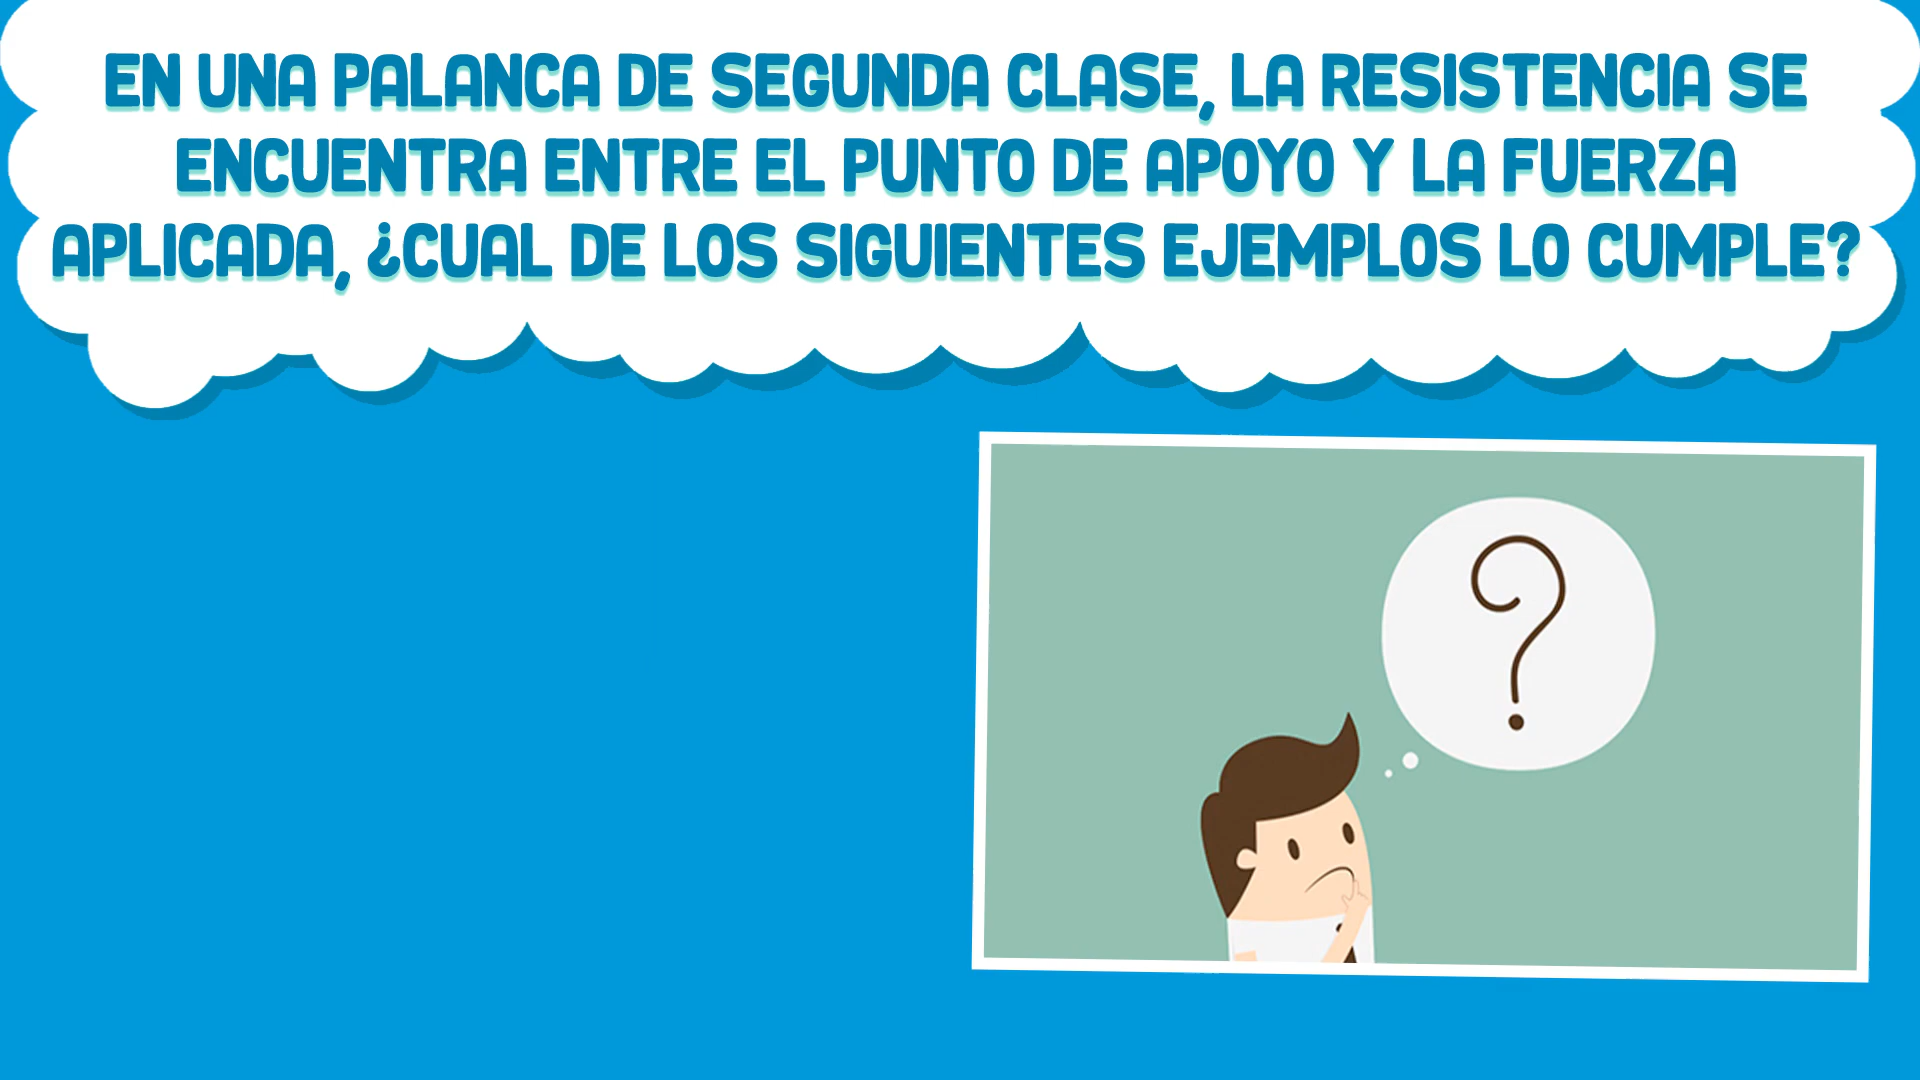 EN UNA PALANCA DE SEGUNDA CLASE, LA RESISTENCIA SE
ENCUENTRA ENTRE EL PUNTO DE APOYO Y LA FUERZA
APLICADA, ¿CUAL DE LOS SIGUIENTES EJEMPLOS LO CUMPLE?
?